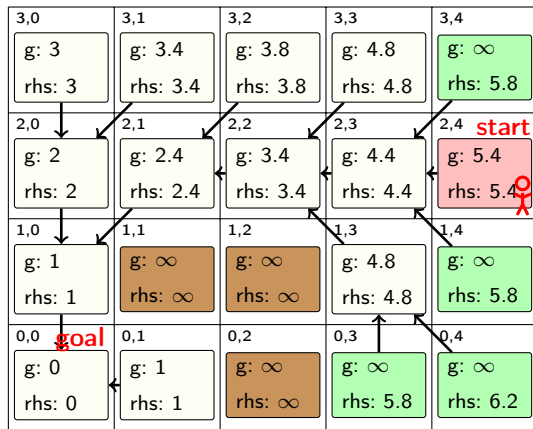 3,0 3,1 3,2 3,3 3,4
g: 3 g: 3.4 g: 3.8 g: 4.8 g: ∞
rhs: 3 rhs: 3.4 rhs: 3.8 rhs: 4.8 rhs: 5.8
2,0 2,1 2,2 2,3 2,4 start
g: 2 g: 2.4 g: 3.4 g: 4.4 g: 5.4
rhs: 2 rhs: 2.4 rhs: 3.4 rhs: 4.4 rhs: 5.4
1,0 1,1 1,2 1,3 1,4
g: 1 g: ∞ g: ∞ g: 4.8 g: ∞
rhs: 1 rhs: ∞ rhs: ∞ rhs: 4.8 rhs: 5.8
0,0 goal 0,1 0,2 0,3 0,4
g: 0 g: 1 g: ∞ g: ∞ g: ∞
rhs: 0 rhs: 1 rhs: ∞ rhs: 5.8 rhs: 6.2